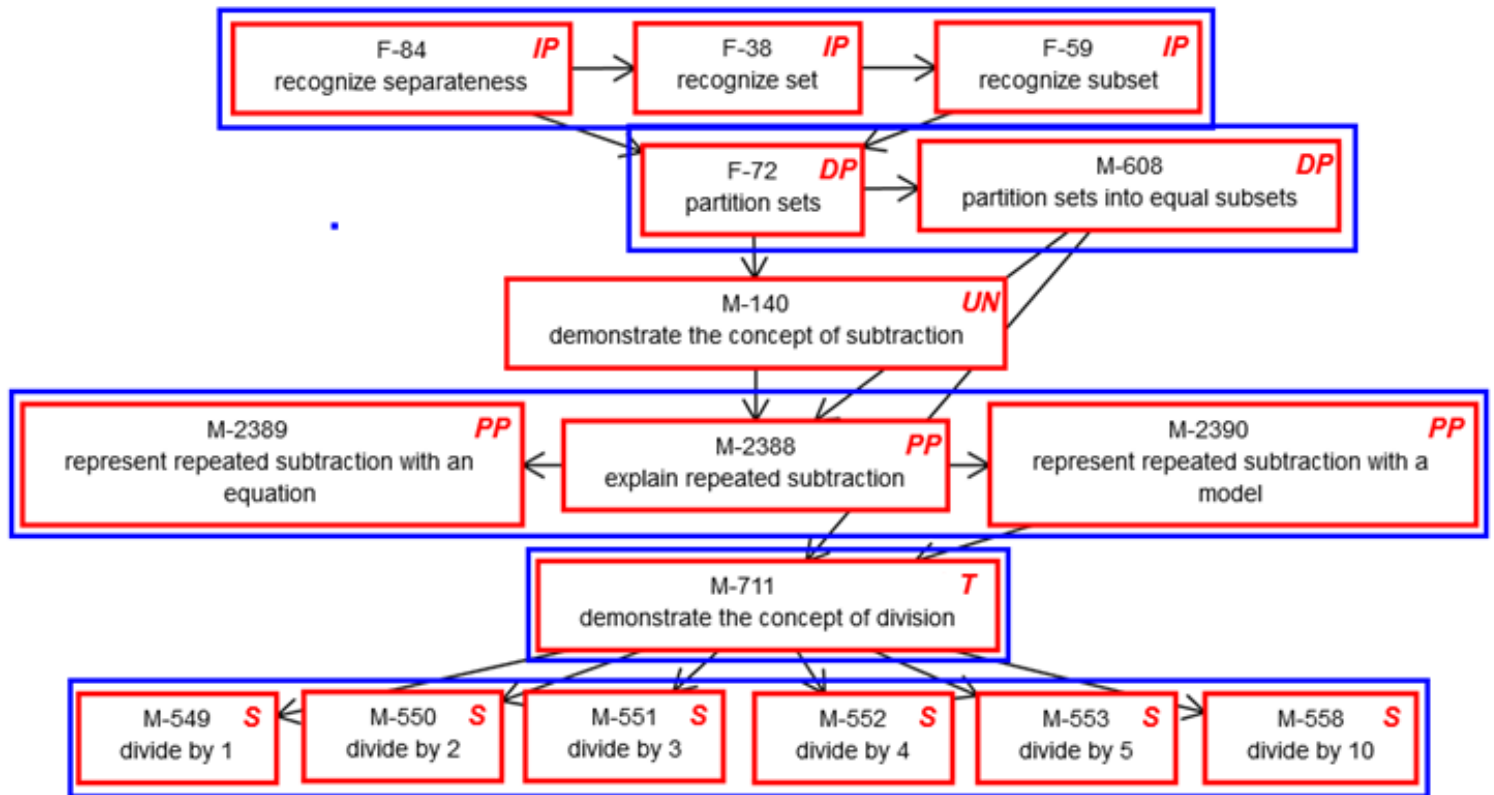 F-84 IP
recognize separateness
F-38 IP
recognize set
F-59 IP
recognize subset
F-72 DP
partition sets
M-608 DP
partition sets into equal subsets
M-140 UN
demonstrate the concept of subtraction
M-2389 PP
represent repeated subtraction with an
equation
M-2388 PP
explain repeated subtraction
M-2390 PP
represent repeated subtraction with a
model
M-711 T
demonstrate the concept of division
M-549 S
divide by 1
M-550 S
divide by 2
M-551 S
divide by 3
M-552 S
divide by 4
M-553 S
divide by 5
M-558 S
divide by 10